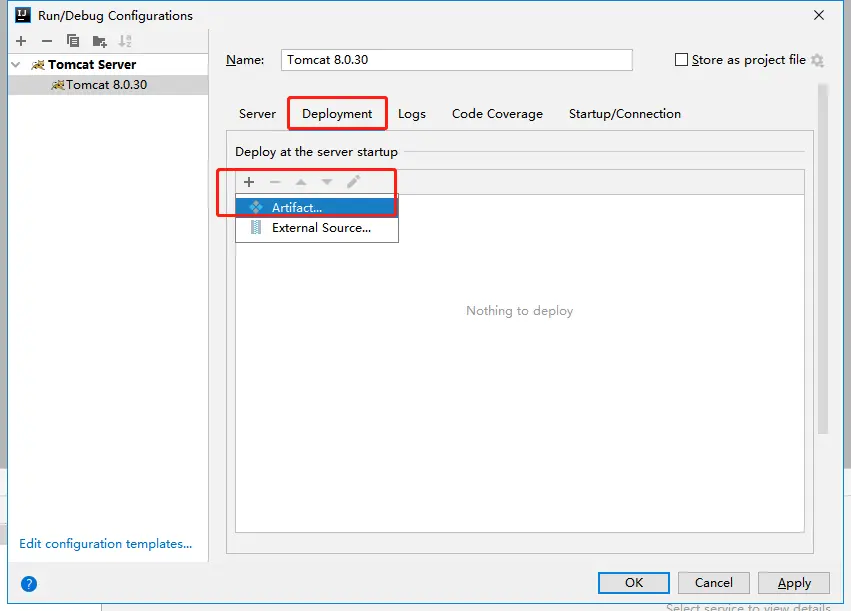 Run/Debug Configurations
Tomcat Server
Tomcat 8.0.30
Name: Tomcat 8.0.30 Store as project file
Server Deployment Logs Code Coverage Startup/Connection
Deploy at the server startup
Artifact...
External Source...
Nothing to deploy
Edit configuration templates...
?
OK Cancel Apply
Select service to view details